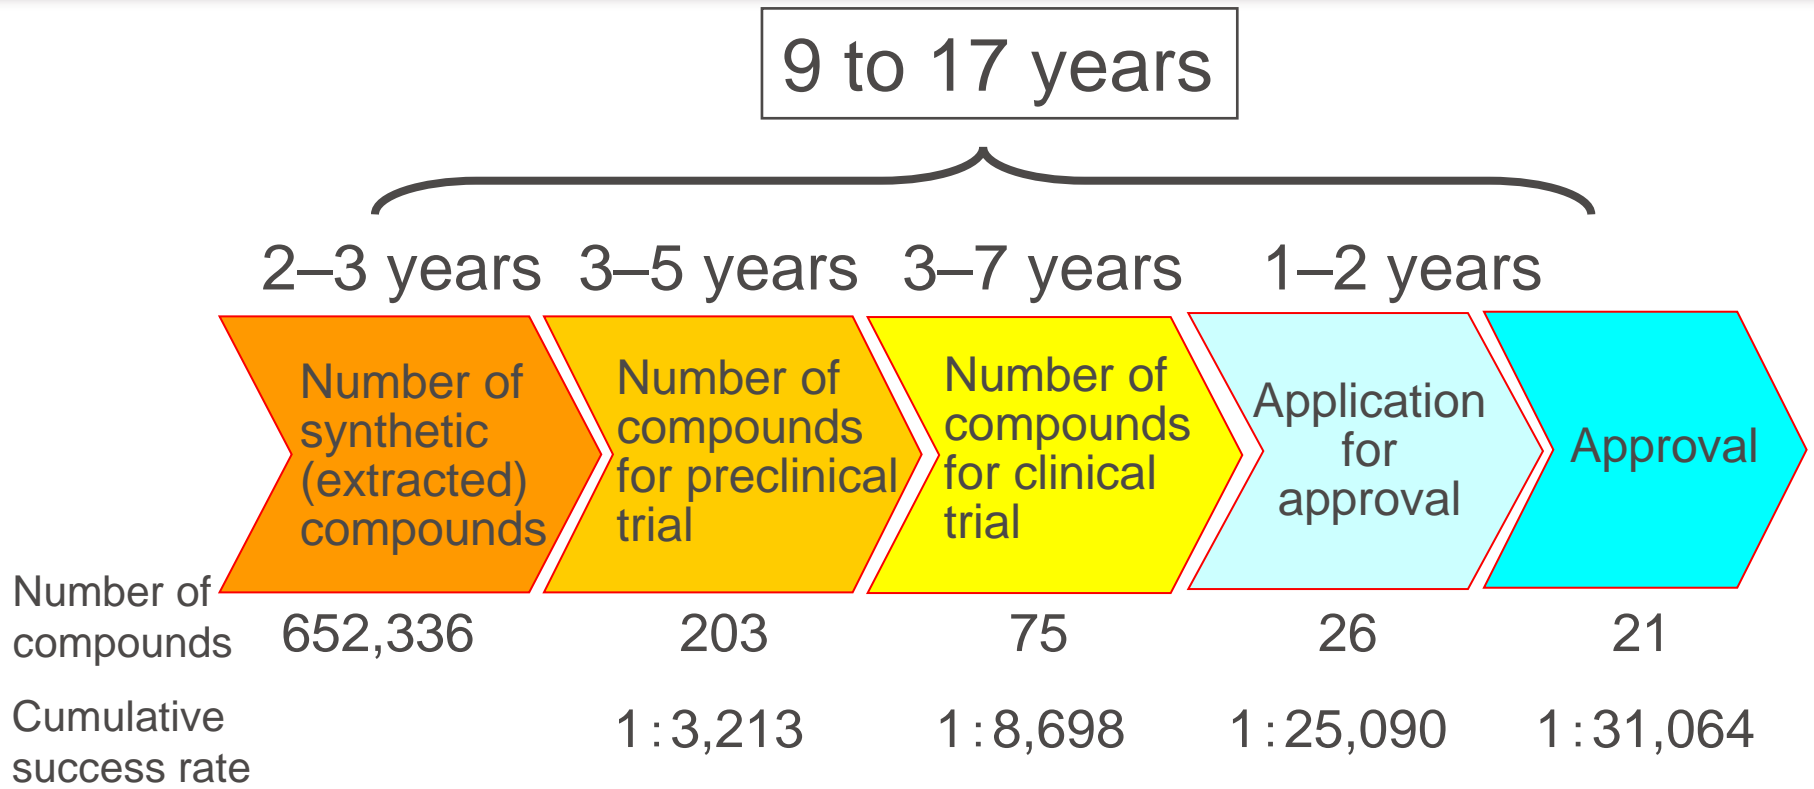 9 to 17 years
2–3 years
3–5 years
3–7 years
1–2 years
Number of
synthetic
(extracted)
compounds
Number of
compounds
for preclinical
trial
Number of
compounds
for clinical
trial
Application
for
approval
Approval
Number of
compounds
652,336
203
75
26
21
Cumulative
success rate
1:3,213
1:8,698
1:25,090
1:31,064